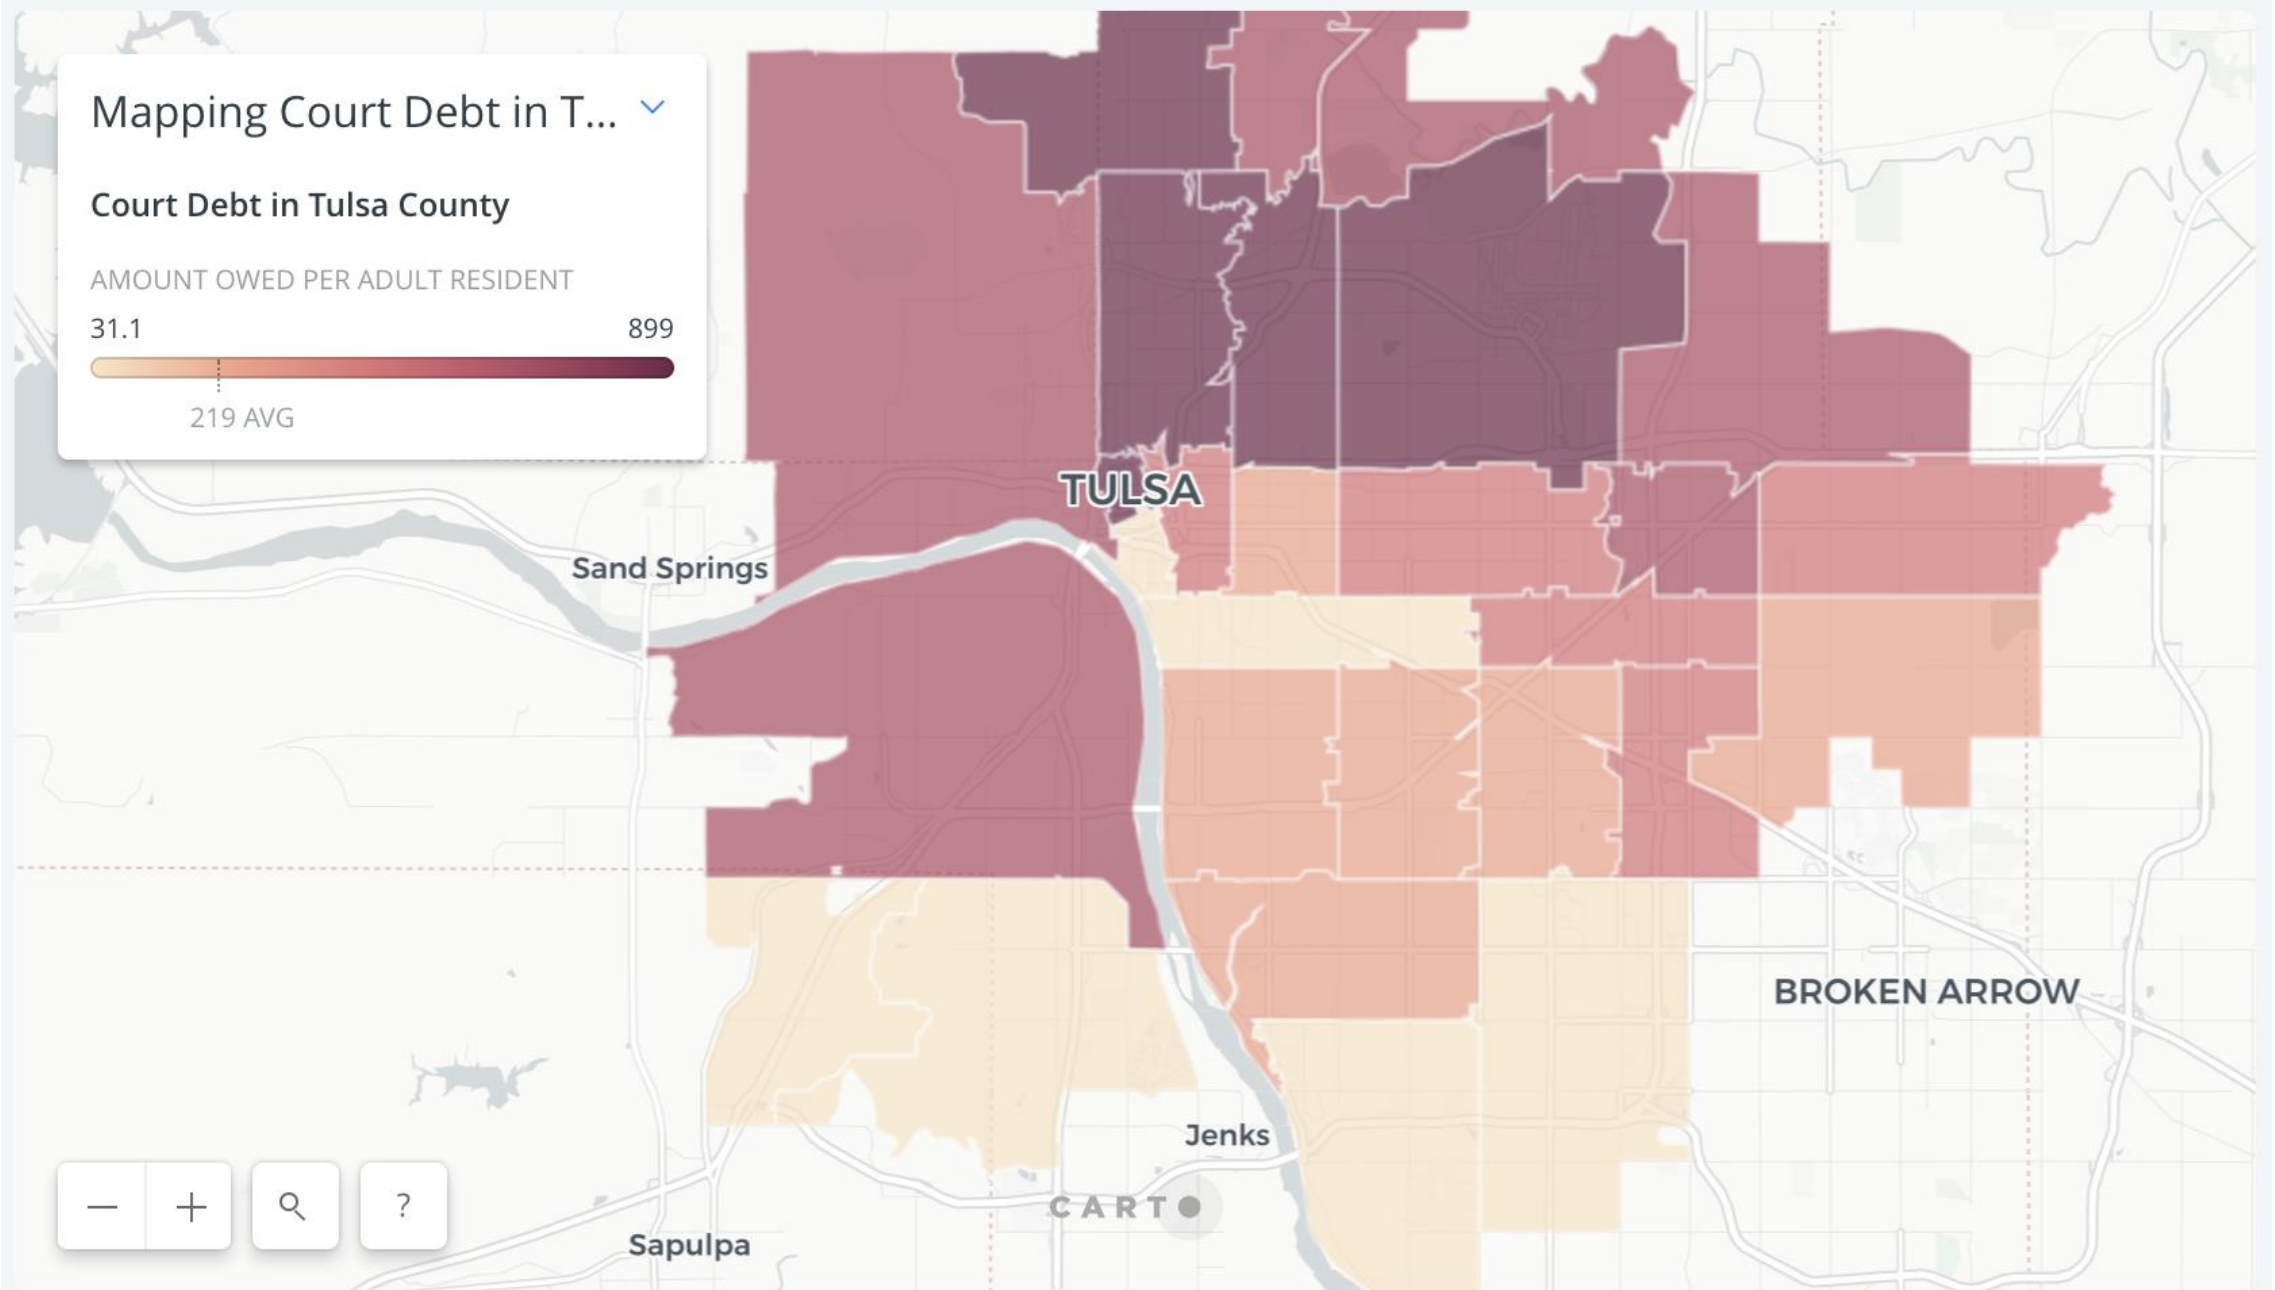 Mapping Court Debt in T...
Court Debt in Tulsa County
AMOUNT OWED PER ADULT RESIDENT
31.1 899
219 AVG
TULSA
Sand Springs
BROKEN ARROW
Jenks
CART
Sapulpa
− + ?